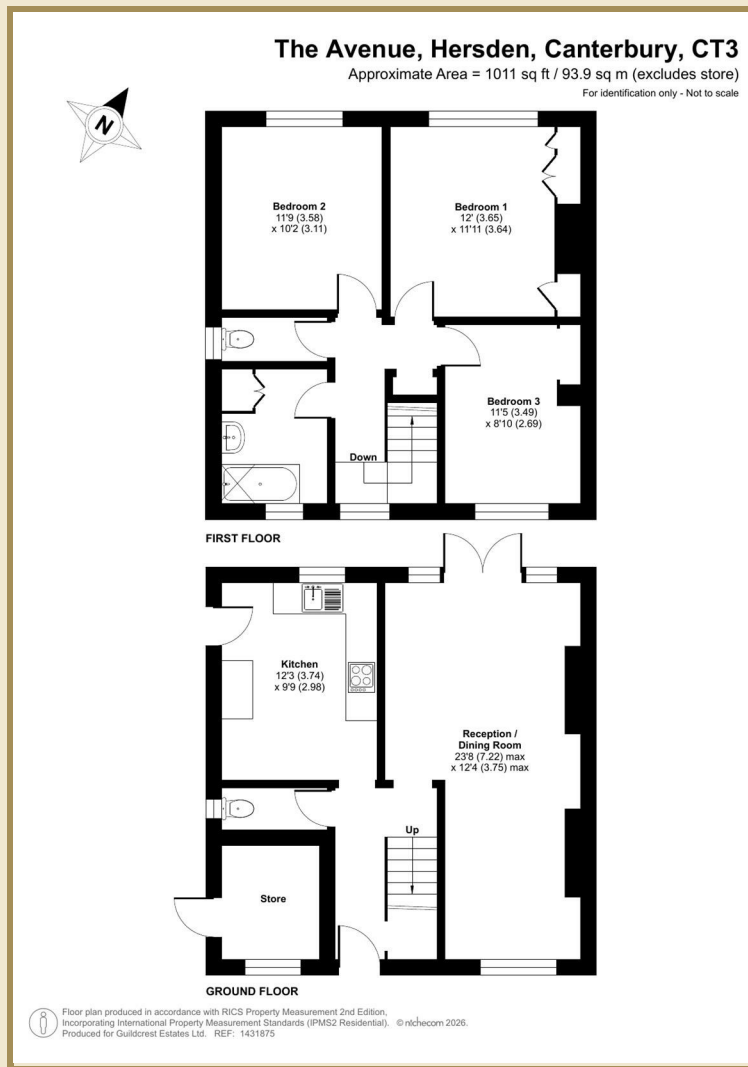 The Avenue, Hersden, Canterbury, CT3
Approximate Area = 1011 sq ft / 93.9 sq m (excludes store)
For identification only - Not to scale
N
Bedroom 2
11'9 (3.58)
x 10'2 (3.11)
Bedroom 1
12' (3.65)
x 11'11 (3.64)
Bedroom 3
11'5 (3.49)
x 8'10 (2.69)
Down
FIRST FLOOR
Kitchen
12'3 (3.74)
x 9'9 (2.98)
Reception /
Dining Room
23'8 (7.22) max
x 12'4 (3.75) max
Up
Store
GROUND FLOOR
Floor plan produced in accordance with RICS Property Measurement 2nd Edition,
Incorporating International Property Measurement Standards (IPMS2 Residential). © nichecom 2026.
Produced for Guildcrest Estates Ltd. REF: 1431875